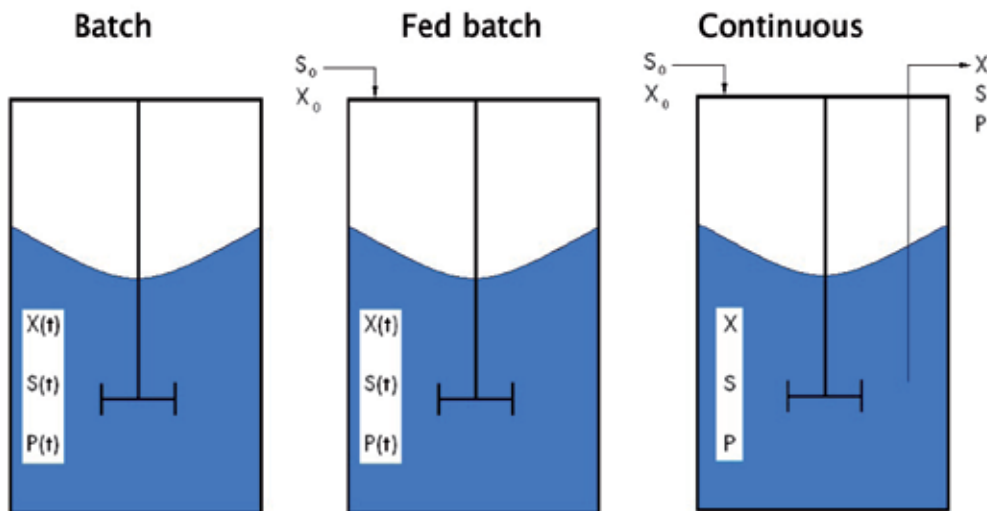 Batch
X(t)
S(t)
P(t)
Fed batch
S₀
X₀
X(t)
S(t)
P(t)
Continuous
S₀
X₀
X
S
P
X
S
P